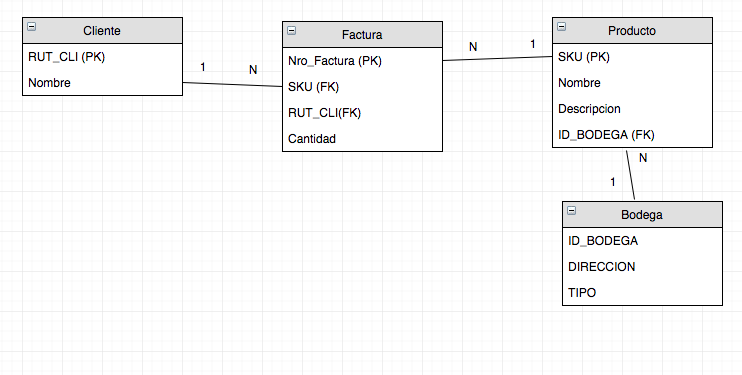 Cliente
RUT_CLI (PK)
Nombre
1
N
Factura
Nro_Factura (PK)
SKU (FK)
RUT_CLI(FK)
Cantidad
N
1
Producto
SKU (PK)
Nombre
Descripcion
ID_BODEGA (FK)
N
1
Bodega
ID_BODEGA
DIRECCION
TIPO